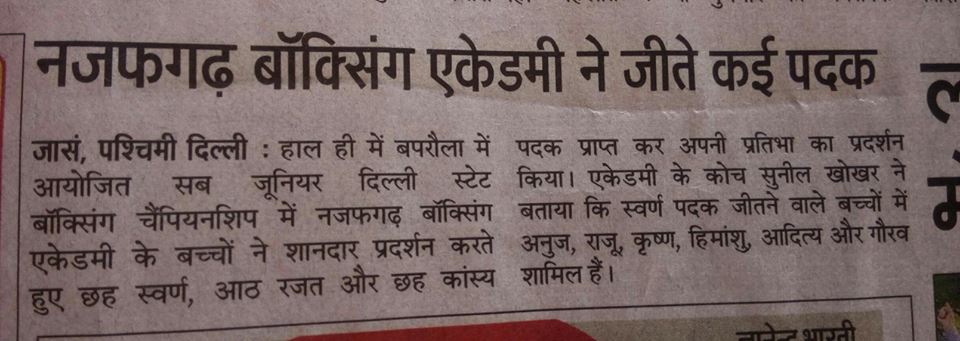 नजफगढ़ बॉक्सिंग एकेडमी ने जीते कई पदक
जासं, पश्चिमी दिल्ली : हाल ही में बपरौला में
आयोजित सब जूनियर दिल्ली स्टेट
बॉक्सिंग चैंपियनशिप में नजफगढ़ बॉक्सिंग
एकेडमी के बच्चों ने शानदार प्रदर्शन करते
हुए छह स्वर्ण, आठ रजत और छह कांस्य
पदक प्राप्त कर अपनी प्रतिभा का प्रदर्शन
किया। एकेडमी के कोच सुनील खोखर ने
बताया कि स्वर्ण पदक जीतने वाले बच्चों में
अनुज, राजू, कृष्ण, हिमांशु, आदित्य और गौरव
शामिल हैं।